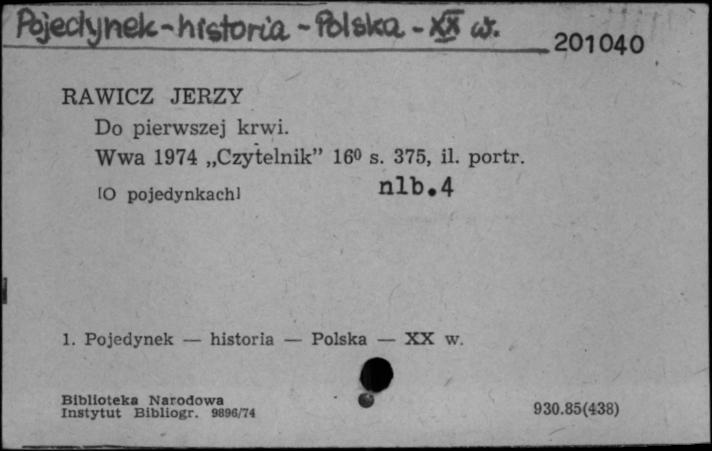 Pojedynek - historia - Polska - XX w.
201040
RAWICZ JERZY
Do pierwszej krwi.
Wwa 1974 „Czytelnik” 16⁰ s. 375, il. portr.
[O pojedynkach]
nlb.4
1. Pojedynek — historia — Polska — XX w.
Biblioteka Narodowa
Instytut Bibliogr. 9896/74
930.85(438)